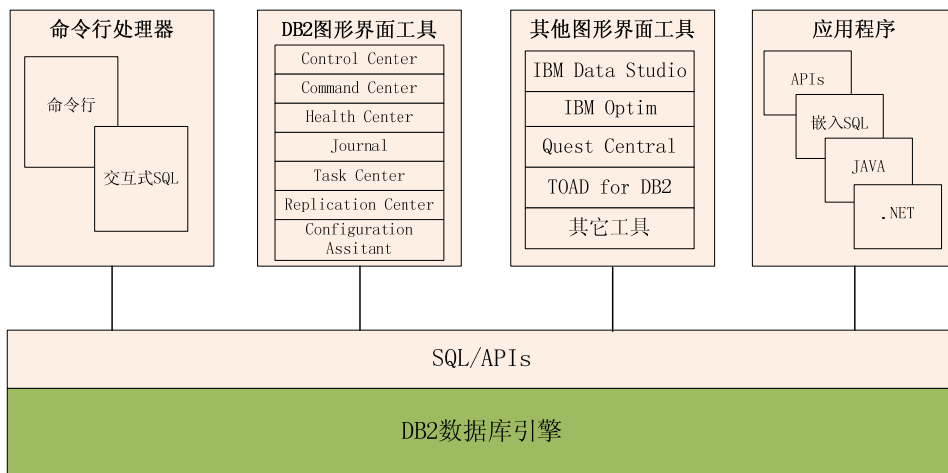 命令行处理器
命令行
交互式SQL
DB2图形界面工具
Control Center
Command Center
Health Center
Journal
Task Center
Replication Center
Configuration
Assitant
其他图形界面工具
IBM Data Studio
IBM Optim
Quest Central
TOAD for DB2
其它工具
应用程序
APIs
嵌入SQL
JAVA
.NET
SQL/APIs
DB2数据库引擎